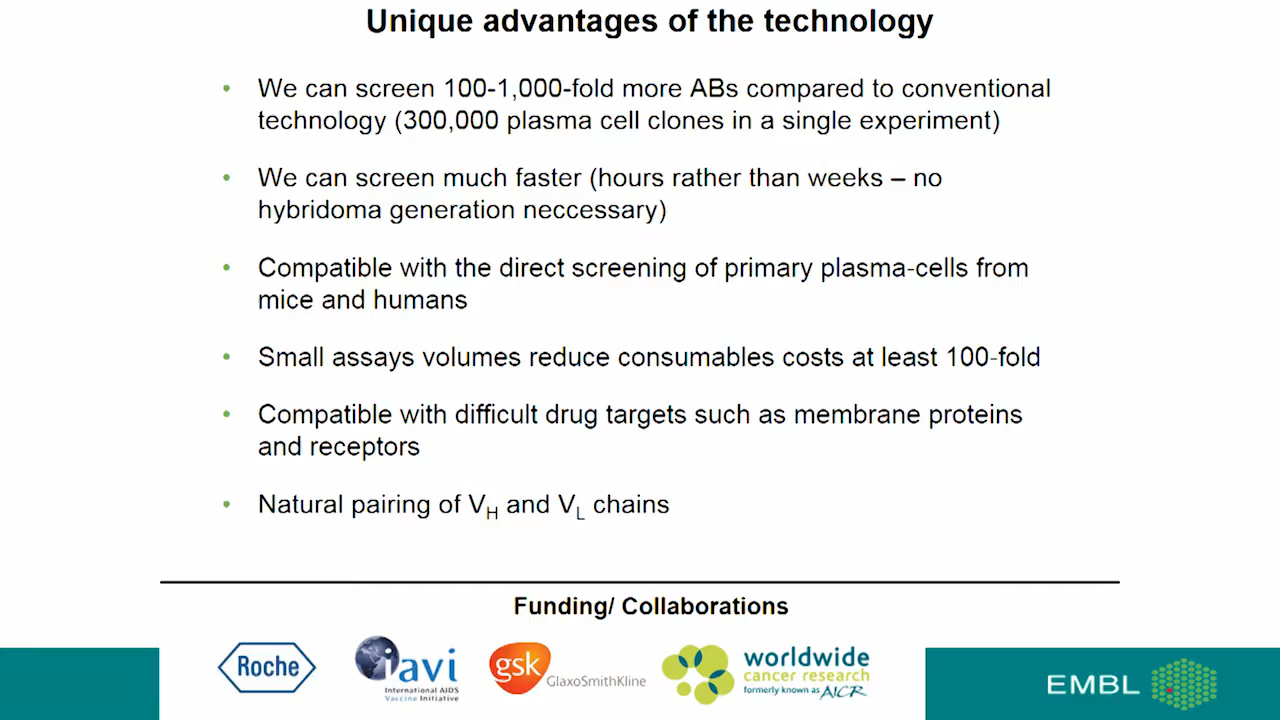 Unique advantages of the technology
• We can screen 100-1,000-fold more ABs compared to conventional
technology (300,000 plasma cell clones in a single experiment)
• We can screen much faster (hours rather than weeks – no
hybridoma generation neccessary)
• Compatible with the direct screening of primary plasma-cells from
mice and humans
• Small assays volumes reduce consumables costs at least 100-fold
• Compatible with difficult drug targets such as membrane proteins
and receptors
• Natural pairing of VH and VL chains
Funding/ Collaborations
Roche
iavi
International AIDS
Vaccine Initiative
gsk
GlaxoSmithKline
worldwide
cancer research
formerly known as AICR
EMBL